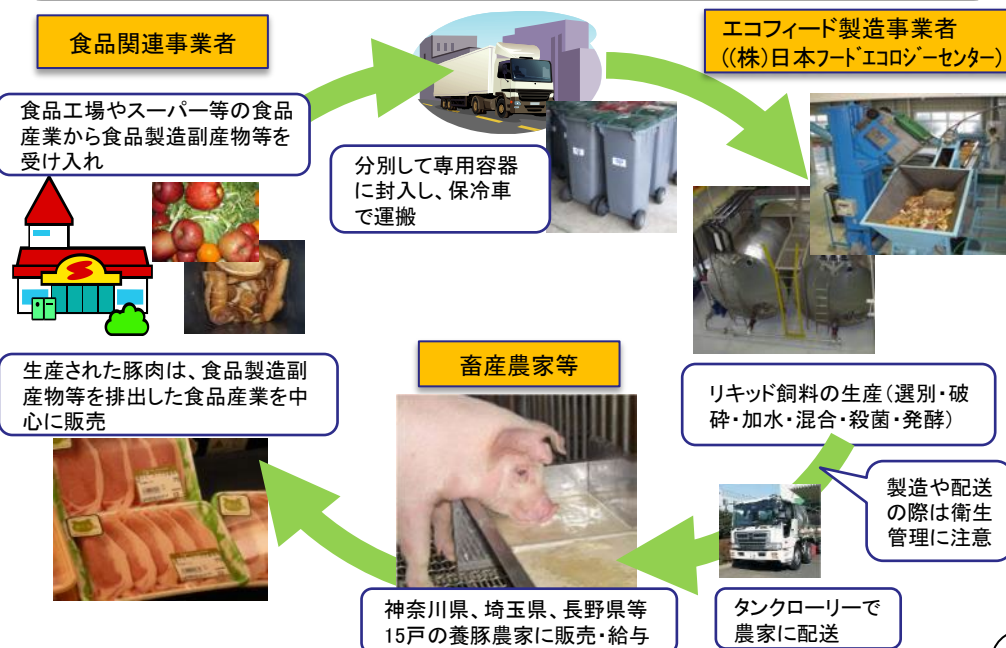 食品関連事業者
エコフィード製造事業者
((株)日本フードエコロジーセンター)
食品工場やスーパー等の食品
産業から食品製造副産物等を
受け入れ
分別して専用容器
に封入し、保冷車
で運搬
リキッド飼料の生産(選別・破
砕・加水・混合・殺菌・発酵)
製造や配送
の際は衛生
管理に注意
タンクローリーで
農家に配送
畜産農家等
神奈川県、埼玉県、長野県等
15戸の養豚農家に販売・給与
生産された豚肉は、食品製造副
産物等を排出した食品産業を中
心に販売